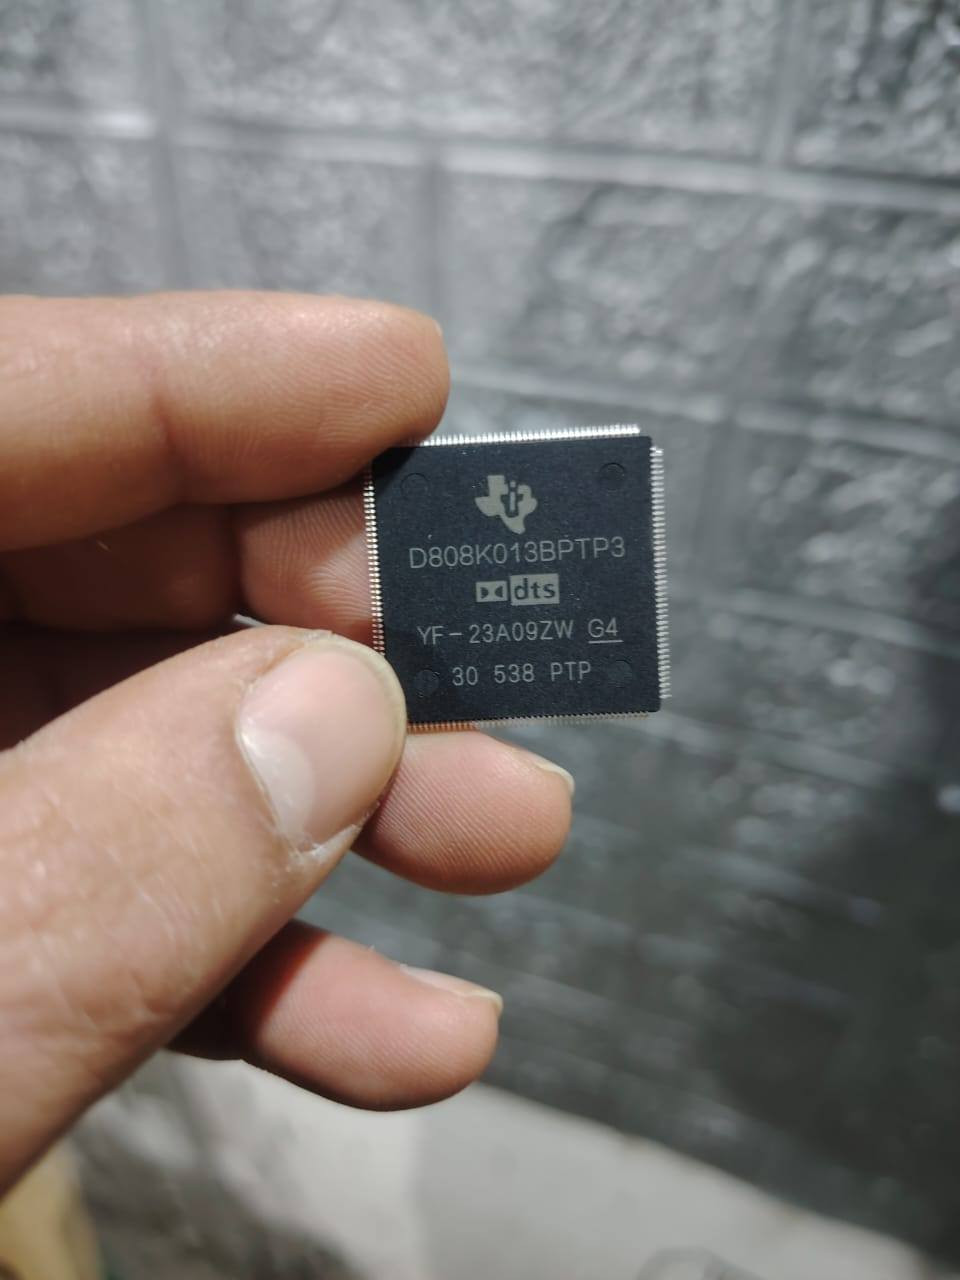 D808K013BPTP3
dts
YF-23A09ZW G4
30 538 PTP